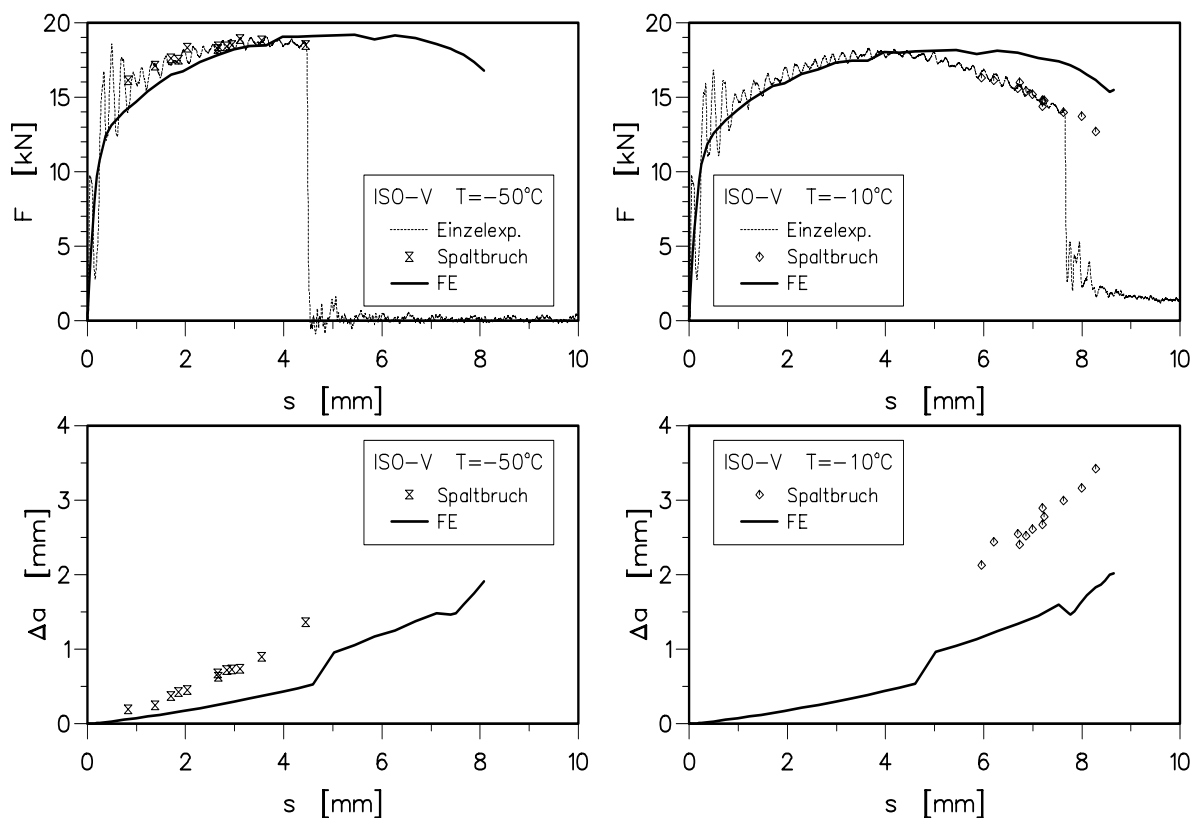 20
15
10
5
0
F [kN]
ISO−V T=−50°C
Einzelexp.
Spaltbruch
FE
0 2 4 6 8 10
s [mm]
20
15
10
5
0
F [kN]
ISO−V T=−10°C
Einzelexp.
Spaltbruch
FE
0 2 4 6 8 10
s [mm]
4
3
2
1
0
Δa [mm]
ISO−V T=−50°C
Spaltbruch
FE
0 2 4 6 8 10
s [mm]
4
3
2
1
0
Δa [mm]
ISO−V T=−10°C
Spaltbruch
FE
0 2 4 6 8 10
s [mm]